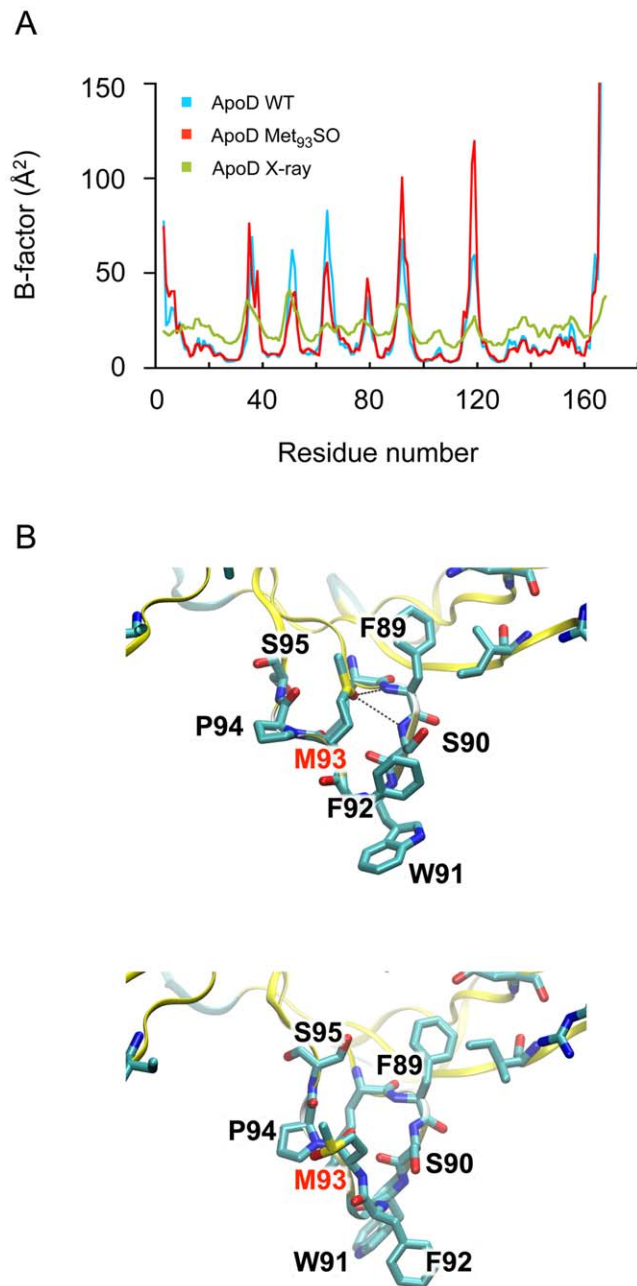 A
150
ApoD WT
ApoD Met₉₃SO
100
ApoD X-ray
B-factor (Å²)
50
0
0 40 80 120 160
Residue number
B
F89
S95
P94
S90
M93
F92
W91
S95
F89
P94
S90
M93
W91 F92